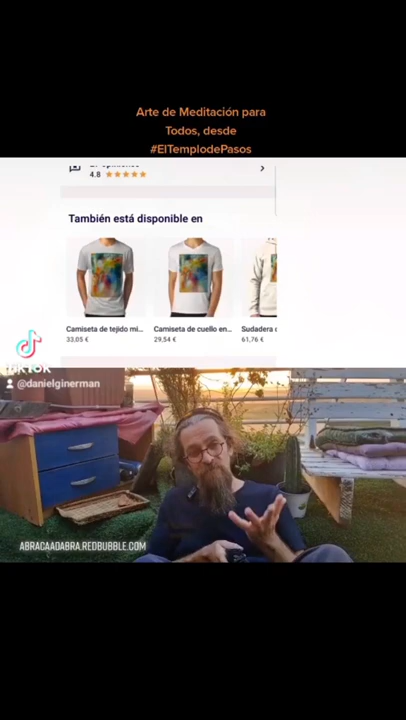 Arte de Meditación para
Todos, desde
#ElTemplodePasos
4.8
También está disponible en
Camiseta de tejido mi...
Camiseta de cuello en...
Sudadera
33,05 €
29,54 €
61,76 €
TikTok
@danielginerman
ABRACAADABRA.REDBUBBLE.COM